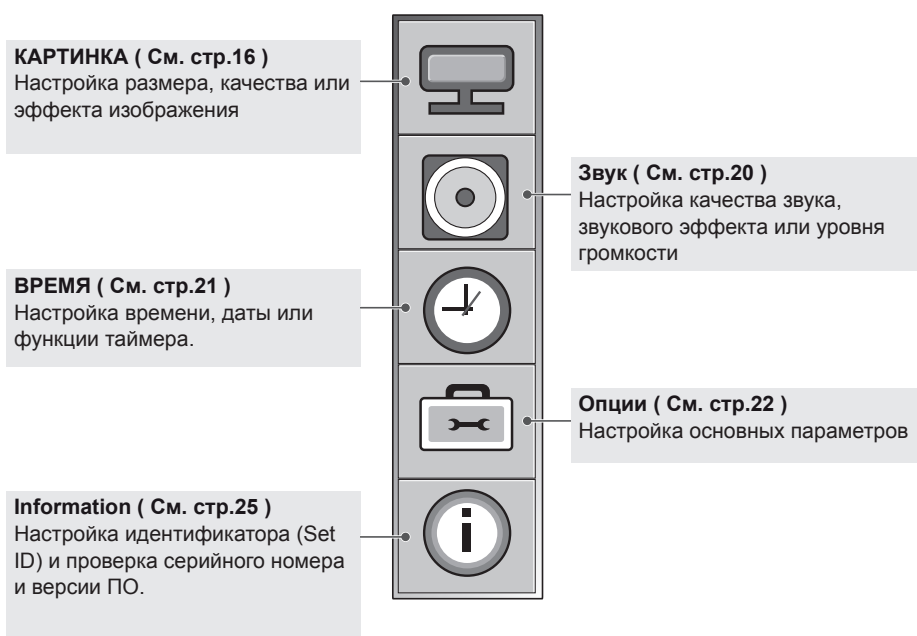 КАРТИНКА ( См. стр.16 )
Настройка размера, качества или
эффекта изображения
Звук ( См. стр.20 )
Настройка качества звука,
звукового эффекта или уровня
громкости
ВРЕМЯ ( См. стр.21 )
Настройка времени, даты или
функции таймера.
Опции ( См. стр.22 )
Настройка основных параметров
Information ( См. стр.25 )
Настройка идентификатора (Set
ID) и проверка серийного номера
и версии ПО.